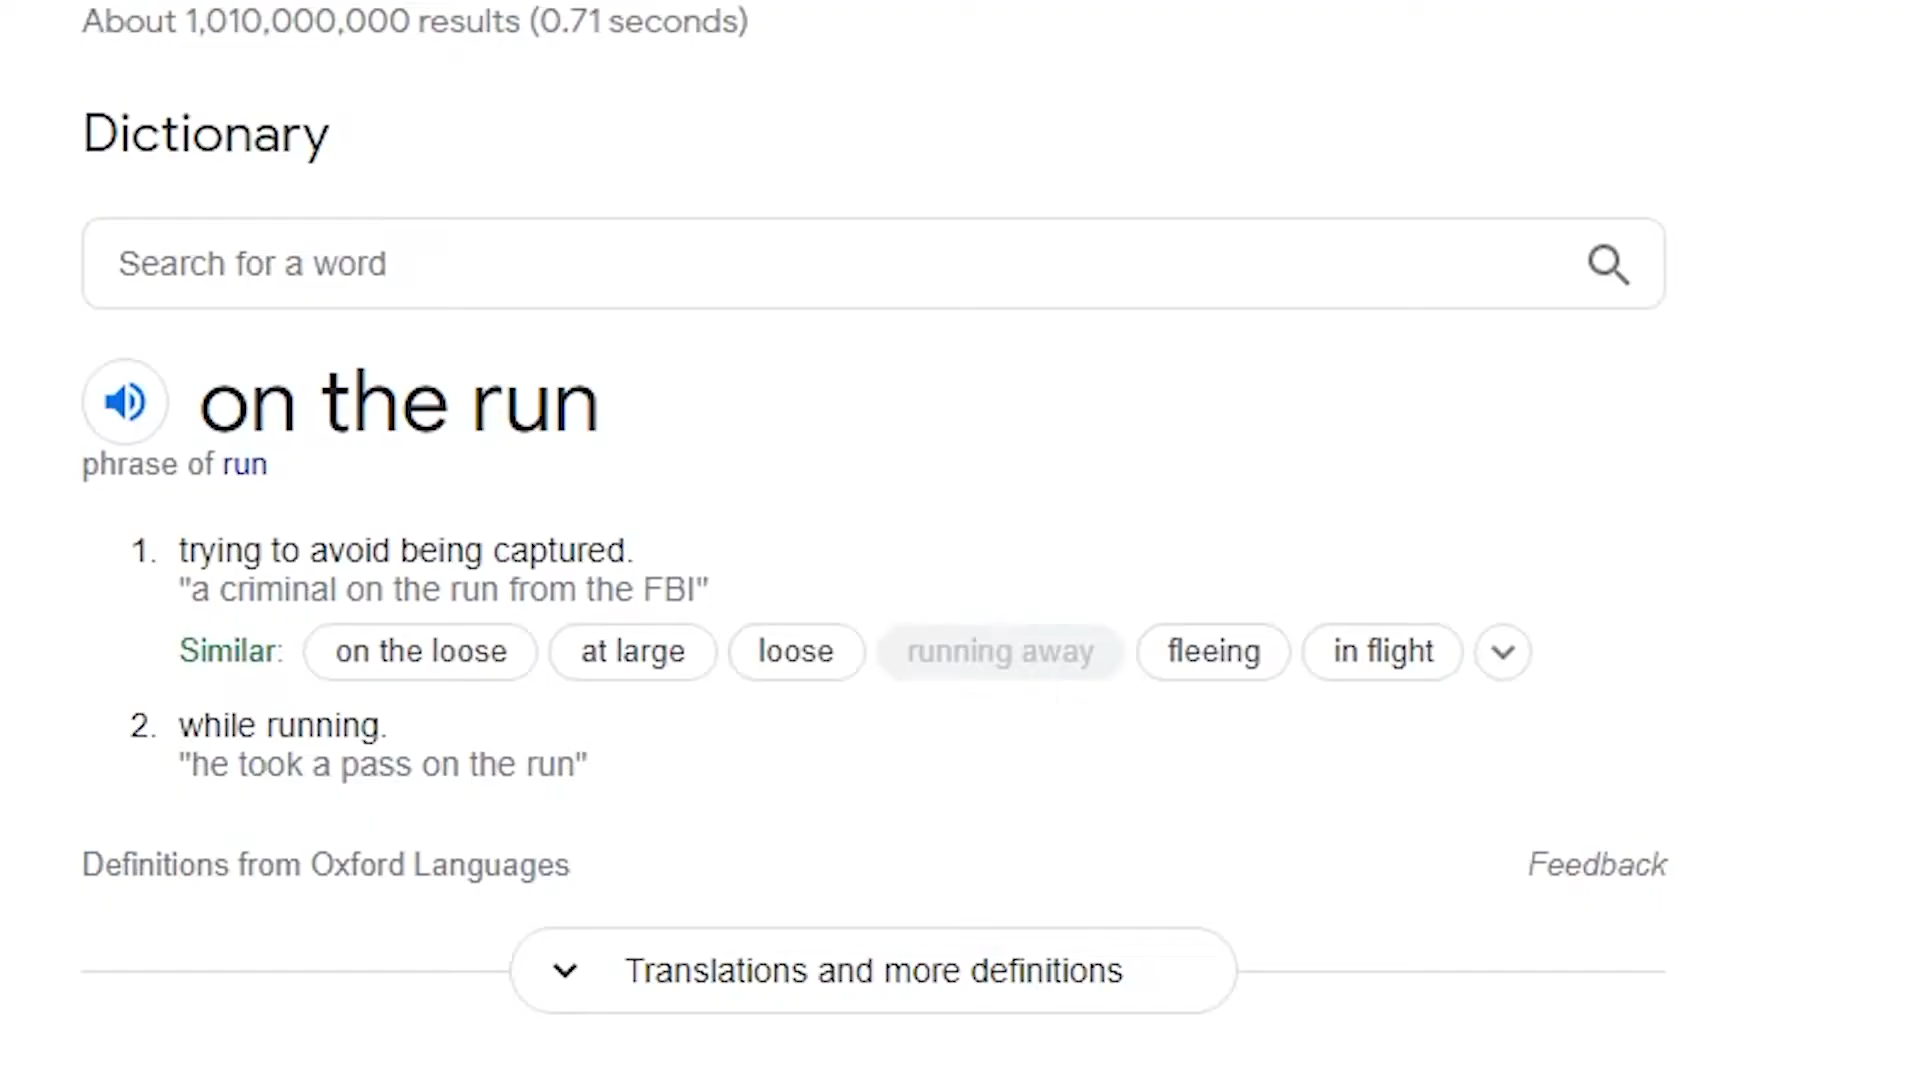 About 1,010,000,000 results (0.71 seconds)
Dictionary
Search for a word
on the run
phrase of run
1. trying to avoid being captured.
"a criminal on the run from the FBI"
Similar: on the loose at large loose running away fleeing in flight
2. while running.
"he took a pass on the run"
Definitions from Oxford Languages Feedback
Translations and more definitions